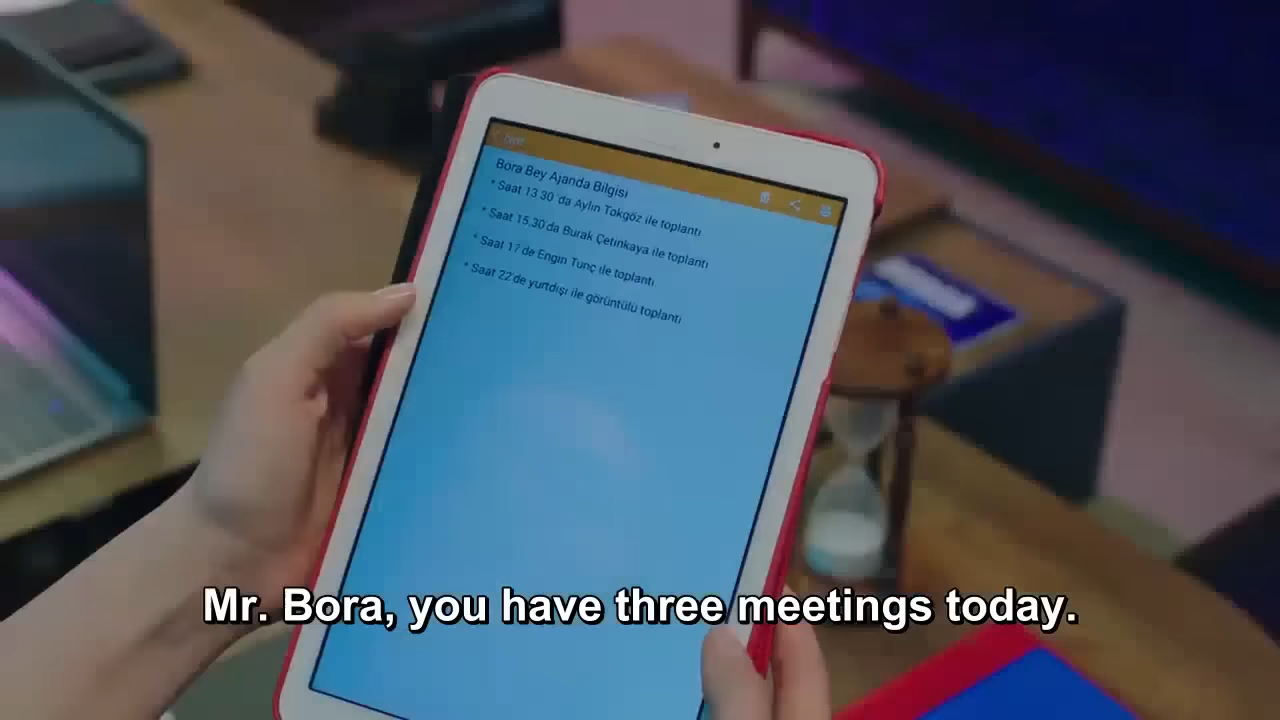 Bora Bey Ajanda Bilgisi
* Saat 13 30 da Aylin Tokgöz ile toplantı
* Saat 15.30'da Burak Çetinkaya ile toplantı
* Saat 17'de Engin Tunç ile toplantı
* Saat 22'de yurtdışı ile görüntülü toplantı
Mr. Bora, you have three meetings today.